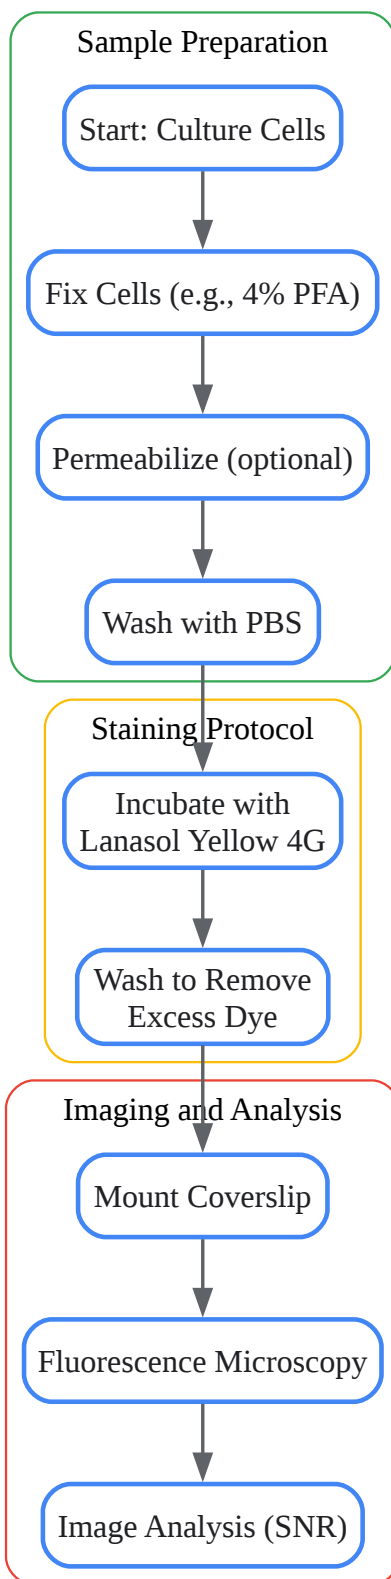 Sample Preparation
Start: Culture Cells
Fix Cells (e.g., 4% PFA)
Permeabilize (optional)
Wash with PBS
Staining Protocol
Incubate with
Lanasol Yellow 4G
Wash to Remove
Excess Dye
Imaging and Analysis
Mount Coverslip
Fluorescence Microscopy
Image Analysis (SNR)